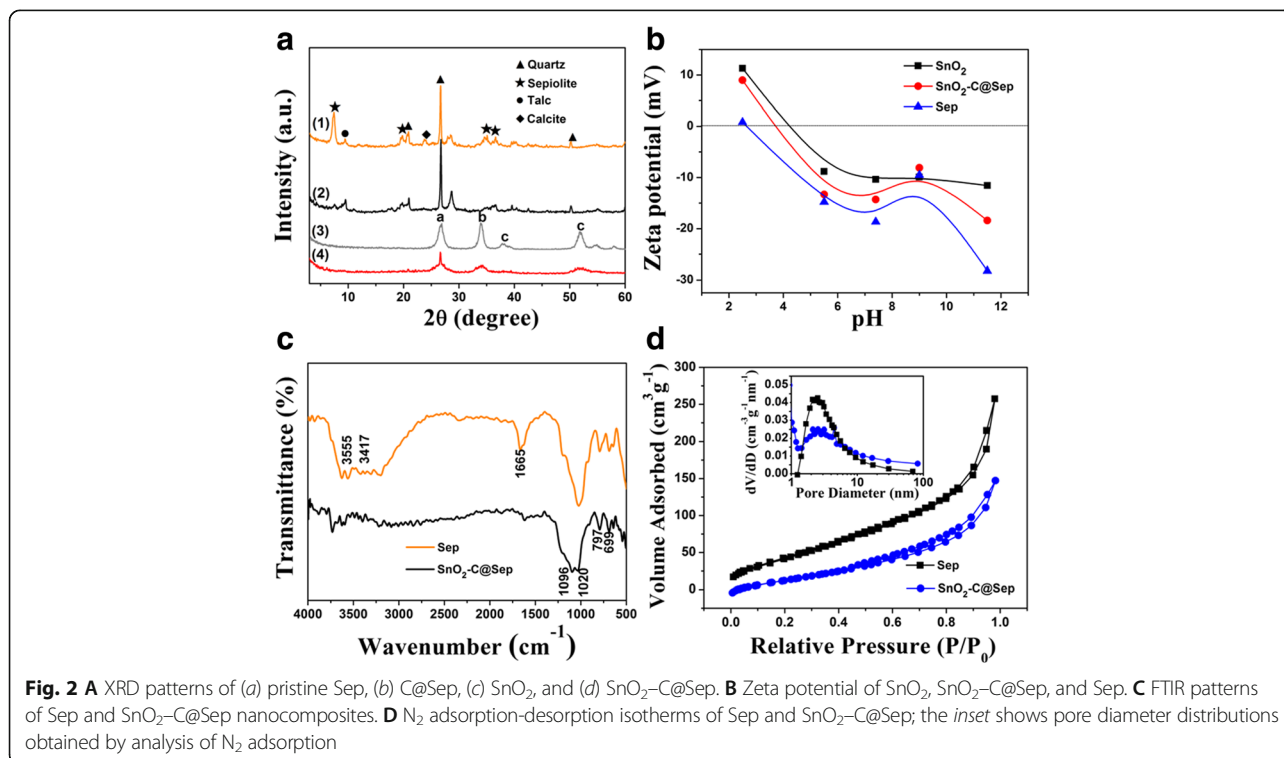 a
Intensity (a.u.)
▲ Quartz
★ Sepiolite
● Talc
◆ Calcite
(1)
(2)
(3)
(4)
a
b
c
c
10 20 30 40 50 60
2θ (degree)
b
Zeta potential (mV)
20
10
0
-10
-20
-30
SnO₂
SnO₂-C@Sep
Sep
2 4 6 8 10 12
pH
c
Transmittance (%)
3555
3417
1665
Sep
SnO₂-C@Sep
1096
1020
797
699
4000 3500 3000 2500 2000 1500 1000 500
Wavenumber (cm⁻¹)
d
Volume Adsorbed (cm³g⁻¹)
300
250
200
150
100
50
0
dV/dD (cm³g⁻¹nm⁻¹)
0.05
0.04
0.03
0.02
0.01
0.00
1 10 100
Pore Diameter (nm)
Sep
SnO₂-C@Sep
0.0 0.2 0.4 0.6 0.8 1.0
Relative Pressure (P/P₀)
Fig. 2 A XRD patterns of (a) pristine Sep, (b) C@Sep, (c) SnO₂, and (d) SnO₂–C@Sep. B Zeta potential of SnO₂, SnO₂–C@Sep, and Sep. C FTIR patterns
of Sep and SnO₂–C@Sep nanocomposites. D N₂ adsorption-desorption isotherms of Sep and SnO₂–C@Sep; the inset shows pore diameter distributions
obtained by analysis of N₂ adsorption